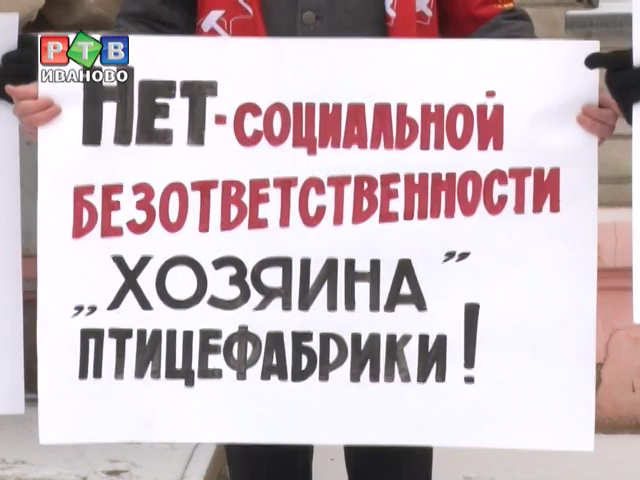 РТВ
ИВАНОВО
НЕТ-СОЦИАЛЬНОЙ
БЕЗОТВЕТСТВЕННОСТИ
„ХОЗЯИНА”
ПТИЦЕФАБРИКИ!